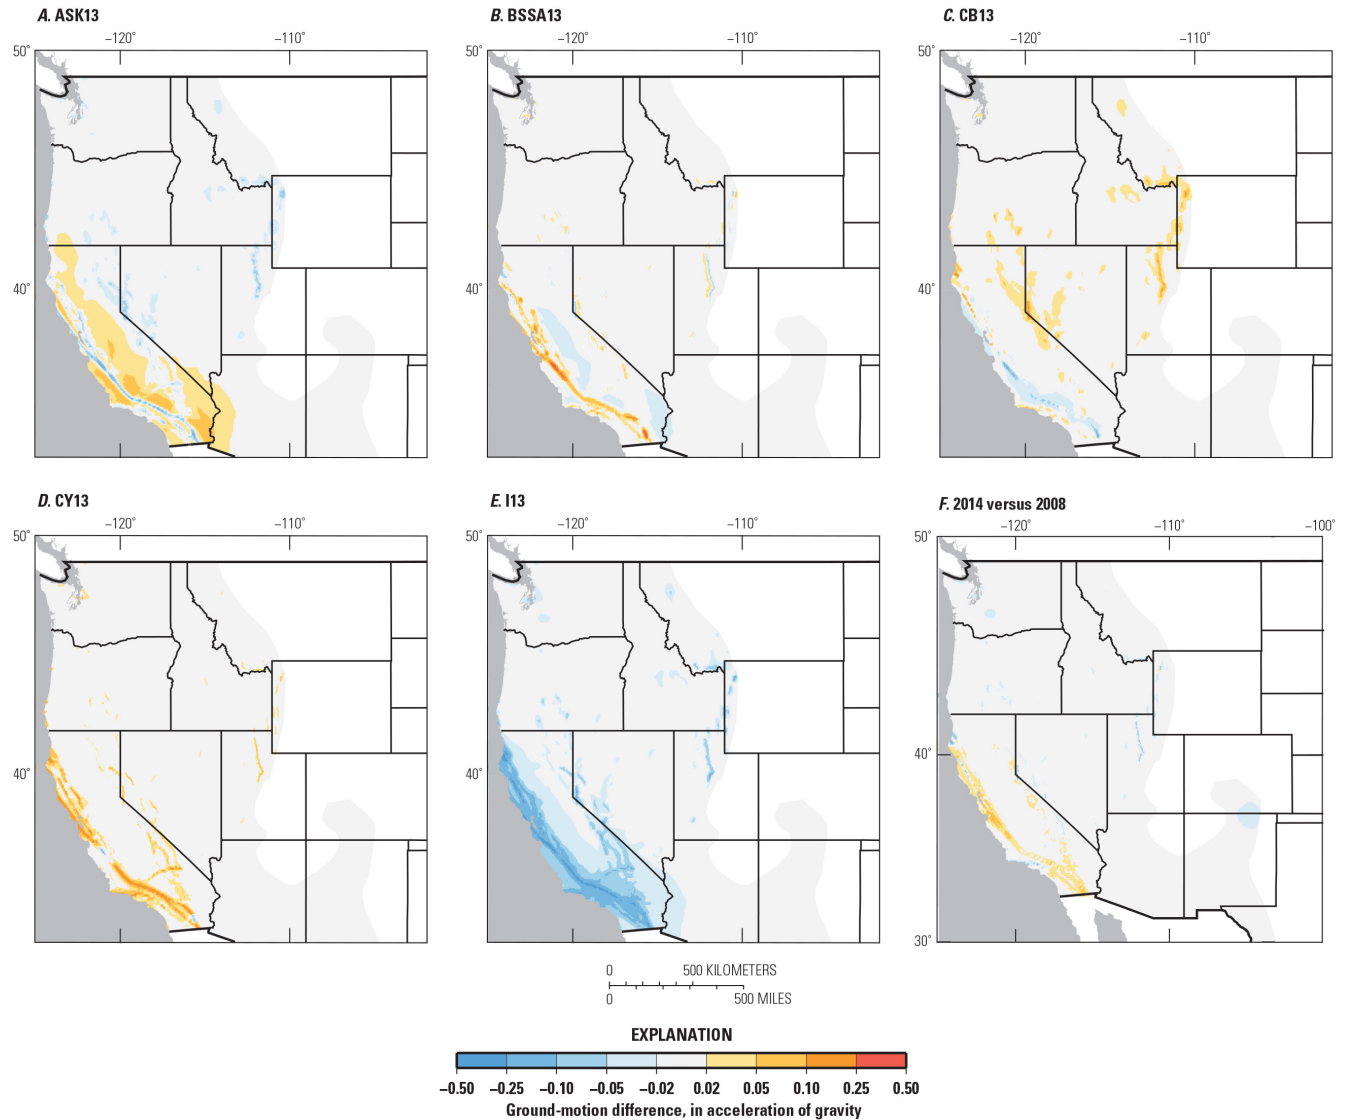 A. ASK13
B. BSSA13
C. CB13
−120° −110°
−120° −110°
−120° −110°
50°
50°
50°
40°
40°
40°
D. CY13
E. I13
F. 2014 versus 2008
−120° −110°
−120° −110°
−120° −110° −100°
50°
50°
50°
40°
40°
40°
30°
0 500 KILOMETERS
0 500 MILES
EXPLANATION
−0.50 −0.25 −0.10 −0.05 −0.02 0.02 0.05 0.10 0.25 0.50
Ground-motion difference, in acceleration of gravity